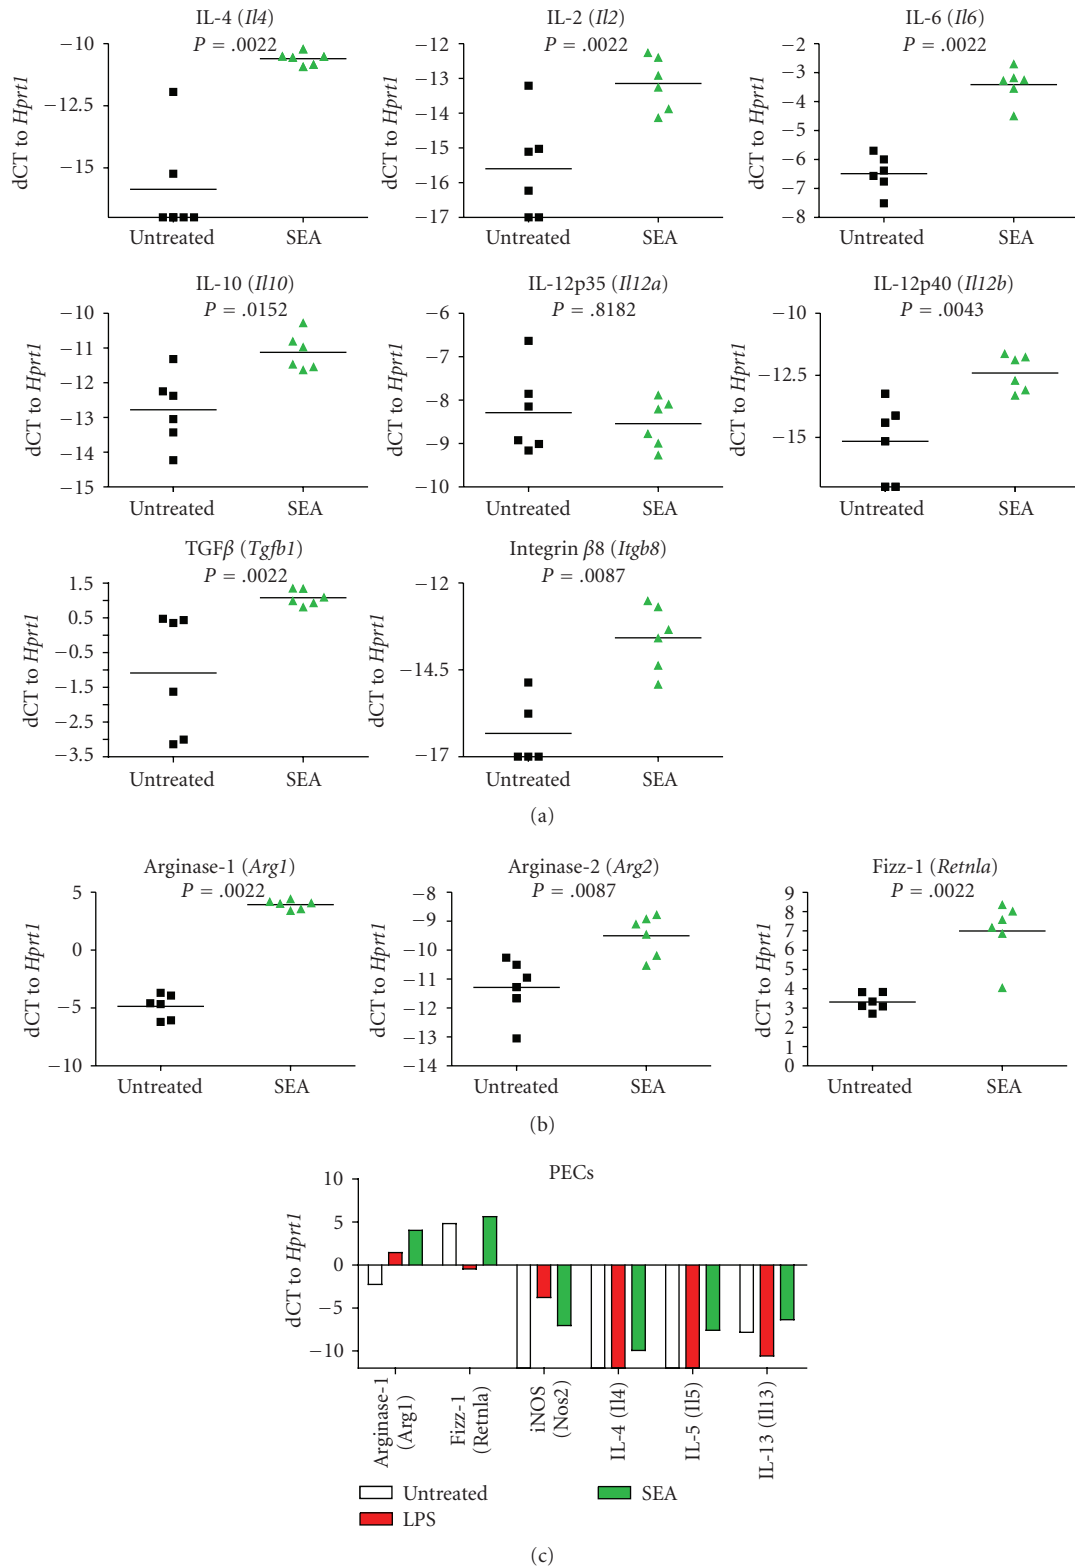 IL-4 (Il4)
P = .0022
dCT to Hprt1
−10
−12.5
−15
Untreated
SEA
IL-2 (Il2)
P = .0022
dCT to Hprt1
−12
−13
−14
−15
−16
−17
Untreated
SEA
IL-6 (Il6)
P = .0022
dCT to Hprt1
−2
−3
−4
−5
−6
−7
−8
Untreated
SEA
IL-10 (Il10)
P = .0152
dCT to Hprt1
−10
−11
−12
−13
−14
−15
Untreated
SEA
IL-12p35 (Il12a)
P = .8182
dCT to Hprt1
−6
−7
−8
−9
−10
Untreated
SEA
IL-12p40 (Il12b)
P = .0043
dCT to Hprt1
−10
−12.5
−15
Untreated
SEA
TGFβ (Tgfb1)
P = .0022
dCT to Hprt1
1.5
0.5
−0.5
−1.5
−2.5
−3.5
Untreated
SEA
Integrin β8 (Itgb8)
P = .0087
dCT to Hprt1
−12
−14.5
−17
Untreated
SEA
(a)
Arginase-1 (Arg1)
P = .0022
dCT to Hprt1
5
0
−5
−10
Untreated
SEA
Arginase-2 (Arg2)
P = .0087
dCT to Hprt1
−8
−9
−10
−11
−12
−13
−14
Untreated
SEA
Fizz-1 (Retnla)
P = .0022
dCT to Hprt1
9
8
7
6
5
4
3
2
1
0
Untreated
SEA
(b)
PECs
dCT to Hprt1
10
5
0
−5
−10
Arginase-1
(Arg1)
Fizz-1
(Retnla)
iNOS
(Nos2)
IL-4 (Il4)
IL-5 (Il5)
IL-13 (Il13)
Untreated
LPS
SEA
(c)